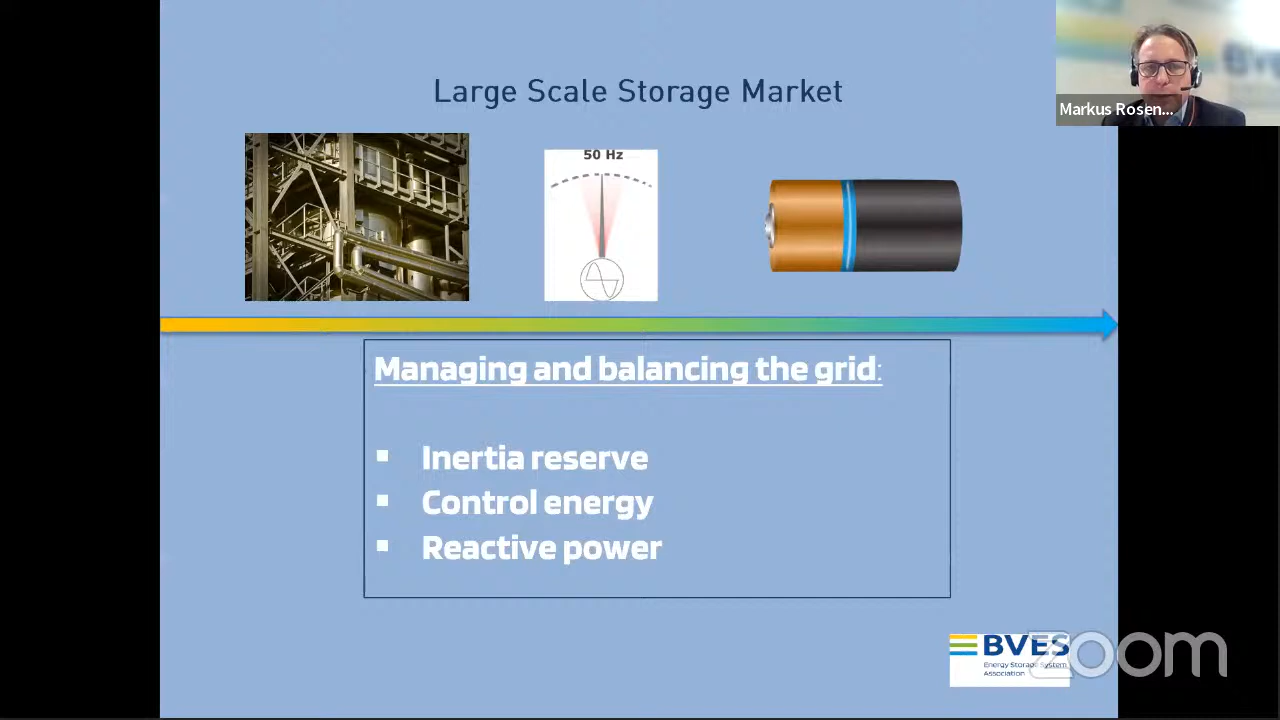 Large Scale Storage Market
Markus Rosen...
50 Hz
Managing and balancing the grid:
▪ Inertia reserve
▪ Control energy
▪ Reactive power
BVES
Energy Storage System
Association
zoom